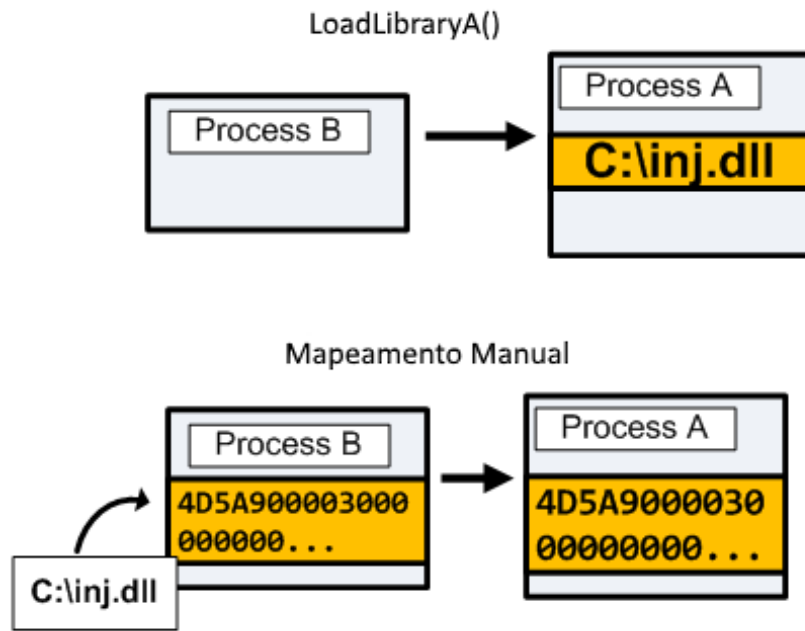 LoadLibraryA()
Process B
Process A
C:\inj.dll
Mapeamento Manual
Process B
4D5A900003000
000000...
C:\inj.dll
Process A
4D5A9000030
00000000...